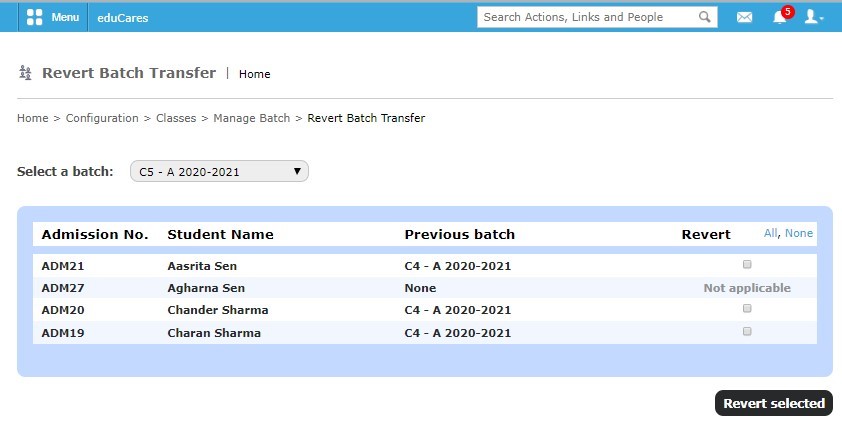 Menu eduCares Search Actions, Links and People 5
Revert Batch Transfer | Home
Home > Configuration > Classes > Manage Batch > Revert Batch Transfer
Select a batch: C5 - A 2020-2021
Admission No. Student Name Previous batch Revert All, None
ADM21 Aasrita Sen C4 - A 2020-2021
ADM27 Agharna Sen None Not applicable
ADM20 Chander Sharma C4 - A 2020-2021
ADM19 Charan Sharma C4 - A 2020-2021
Revert selected